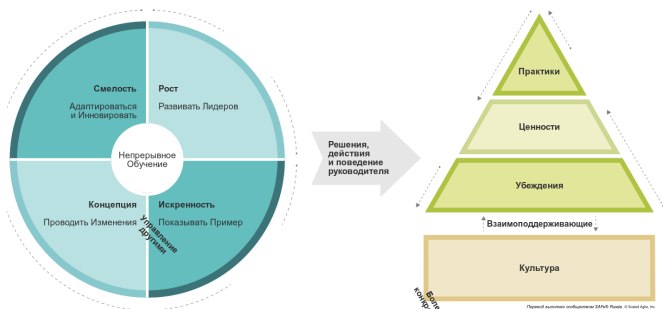 Смелость
Адаптироваться
и Инновировать
Рост
Развивать Лидеров
Непрерывное
Обучение
Концепция
Проводить Изменения
Искренность
Показывать Пример
Управление
другими
Решения,
действия
и поведение
руководителя
Практики
Ценности
Убеждения
Взаимоподдерживающие
Культура
Перевод выполнен сообществом SAFe® Russia © Scaled Agile, Inc.